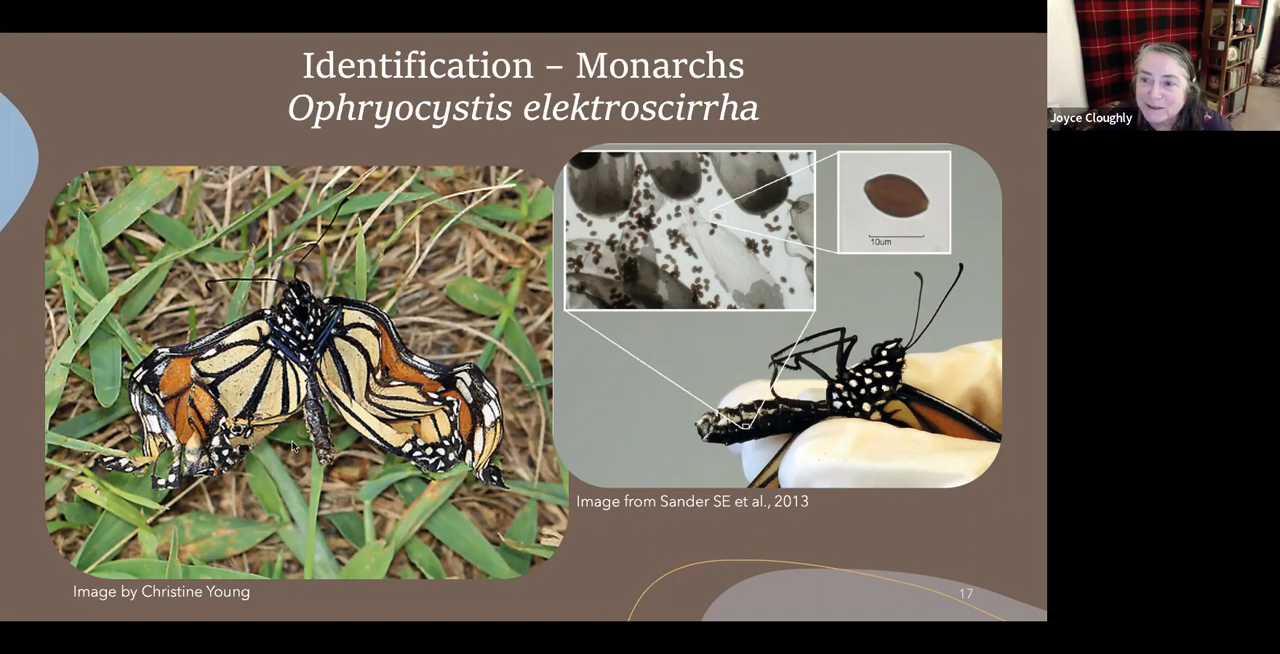 Identification – Monarchs
Ophryocystis elektroscirrha
Joyce Cloughly
10um
Image from Sander SE et al., 2013
Image by Christine Young
17